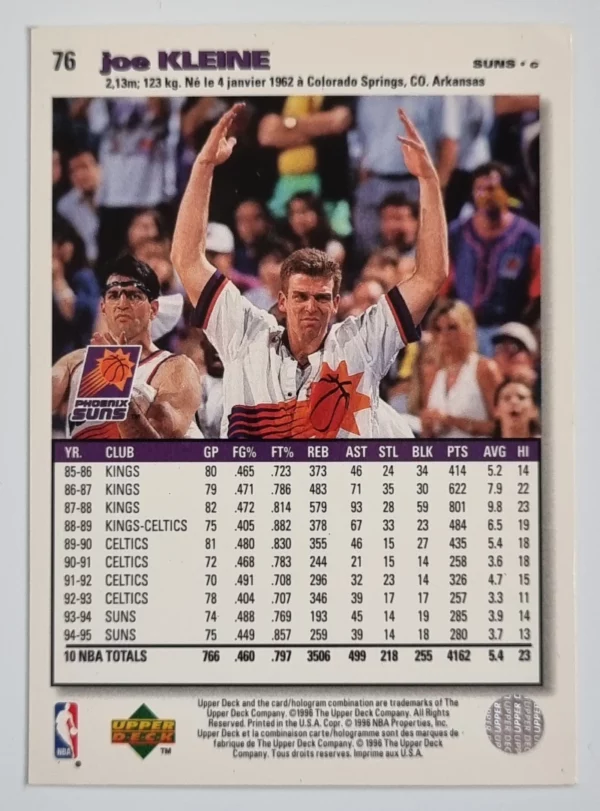 76 joe KLEINE SUNS • C
2,13m; 123 kg. Né le 4 janvier 1962 à Colorado Springs, CO. Arkansas
PHOENIX
SUNS
YR. CLUB GP FG% FT% REB AST STL BLK PTS AVG HI
85-86 KINGS 80 .465 .723 373 46 24 34 414 5.2 14
86-87 KINGS 79 .471 .786 483 71 35 30 622 7.9 22
87-88 KINGS 82 .472 .814 579 93 28 59 801 9.8 23
88-89 KINGS-CELTICS 75 .405 .882 378 67 33 23 484 6.5 19
89-90 CELTICS 81 .480 .830 355 46 15 27 435 5.4 18
90-91 CELTICS 72 .468 .783 244 21 15 14 258 3.6 18
91-92 CELTICS 70 .491 .708 296 32 23 14 326 4.7 15
92-93 CELTICS 78 .404 .707 346 39 17 17 257 3.3 11
93-94 SUNS 74 .488 .769 193 45 14 19 285 3.9 14
94-95 SUNS 75 .449 .857 259 39 14 18 280 3.7 13
10 NBA TOTALS 766 .460 .797 3506 499 218 255 4162 5.4 23
Upper Deck and the card/hologram combination are trademarks of The
Upper Deck Company. ©1996 The Upper Deck Company. All Rights
Reserved. Printed in the U.S.A. Copr. © 1996 NBA Properties, Inc.
Upper Deck et la combinaison carte/hologramme sont des marques de
fabrique de The Upper Deck Company. © 1996 The Upper Deck
Company. Tous droits reserves. Imprime aux U.S.A.
NBA ®
UPPER
DECK ™
UPPER
UPPER DECK